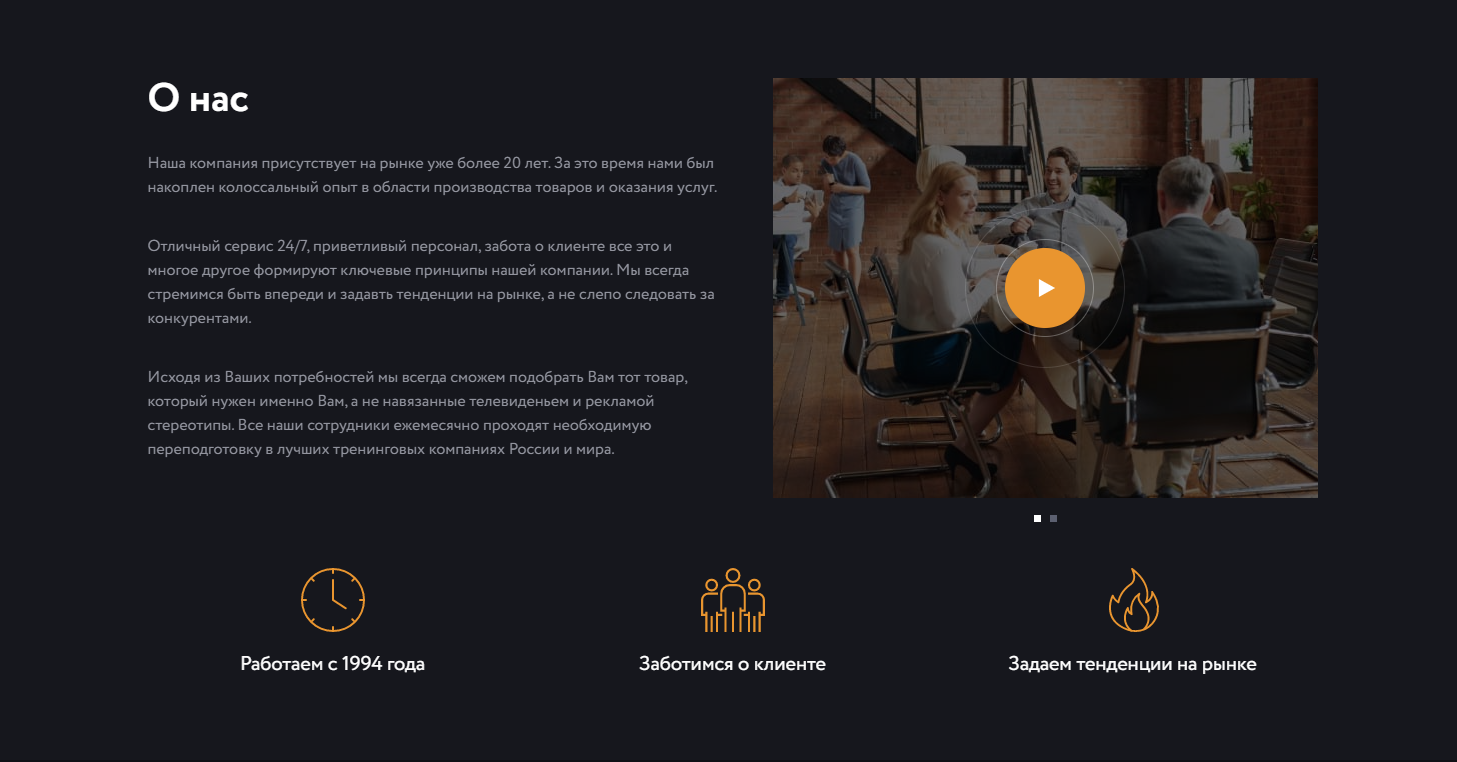 О нас
Наша компания присутствует на рынке уже более 20 лет. За это время нами был
накоплен колоссальный опыт в области производства товаров и оказания услуг.
Отличный сервис 24/7, приветливый персонал, забота о клиенте все это и
многое другое формируют ключевые принципы нашей компании. Мы всегда
стремимся быть впереди и задавть тенденции на рынке, а не слепо следовать за
конкурентами.
Исходя из Ваших потребностей мы всегда сможем подобрать Вам тот товар,
который нужен именно Вам, а не навязанные телевиденьем и рекламой
стереотипы. Все наши сотрудники ежемесячно проходят необходимую
переподготовку в лучших тренинговых компаниях России и мира.
Работаем с 1994 года
Заботимся о клиенте
Задаем тенденции на рынке